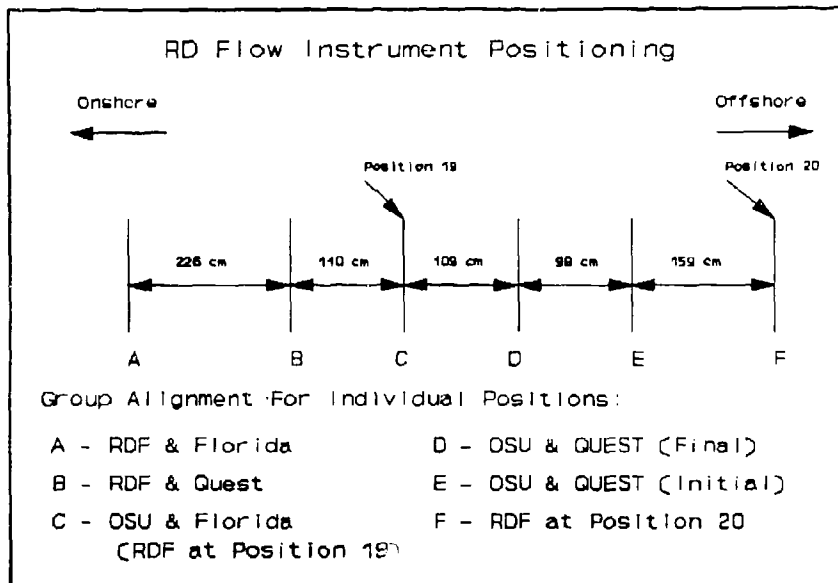 RD Flow Instrument Positioning
Onshore Offshore
Position 19 Position 20
226 cm 110 cm 109 cm 99 cm 159 cm
A B C D E F
Group Alignment For Individual Positions:
A - RDF & Florida D - OSU & QUEST (Final)
B - RDF & Quest E - OSU & QUEST (Initial)
C - OSU & Florida F - RDF at Position 20
(RDF at Position 19)